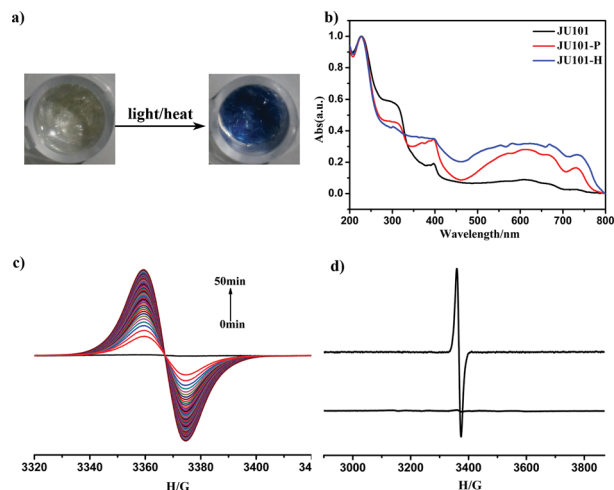 a)
light/heat
b)
JU101
JU101-P
JU101-H
Abs(a.u.)
1.0
0.8
0.6
0.4
0.2
0.0
200 300 400 500 600 700 800
Wavelength/nm
c)
50min
0min
3320 3340 3360 3380 3400 34
H/G
d)
3000 3200 3400 3600 3800
H/G